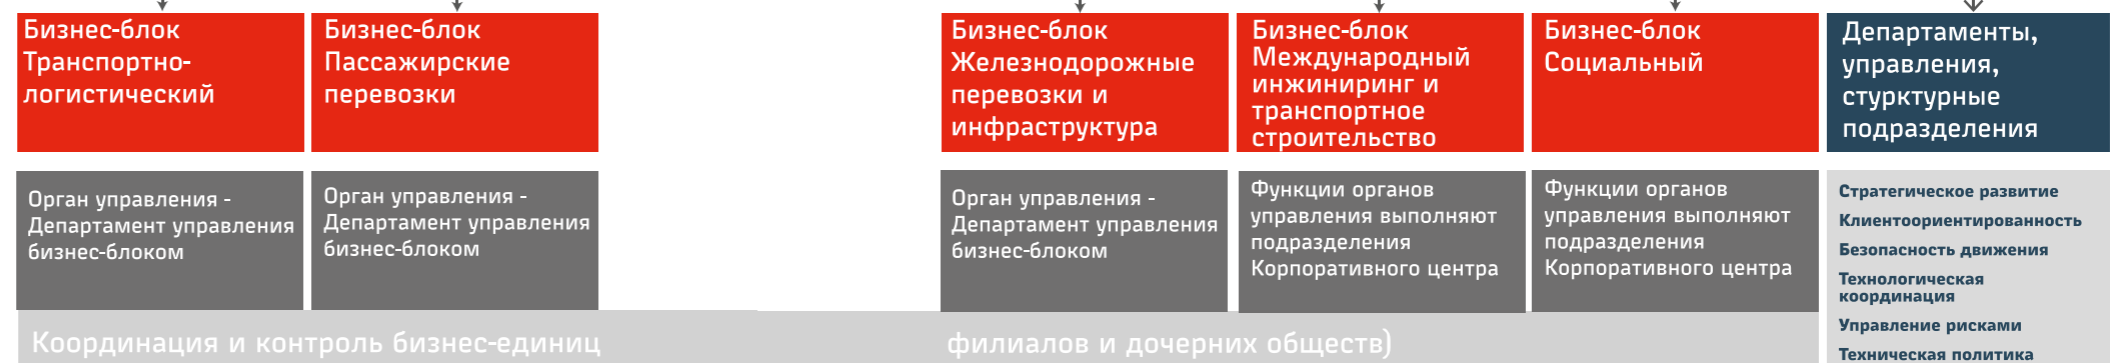 Бизнес-блок
Транспортно-
логистический
Бизнес-блок
Пассажирские
перевозки
Бизнес-блок
Железнодорожные
перевозки и
инфраструктура
Бизнес-блок
Международный
инжиниринг и
транспортное
строительство
Бизнес-блок
Социальный
Департаменты,
управления,
стурктурные
подразделения
Орган управления -
Департамент управления
бизнес-блоком
Орган управления -
Департамент управления
бизнес-блоком
Орган управления -
Департамент управления
бизнес-блоком
Функции органов
управления выполняют
подразделения
Корпоративного центра
Функции органов
управления выполняют
подразделения
Корпоративного центра
Стратегическое развитие
Клиентоориентированность
Безопасность движения
Технологическая
координация
Управление рисками
Техническая политика
Координация и контроль бизнес-единиц филиалов и дочерних обществ)